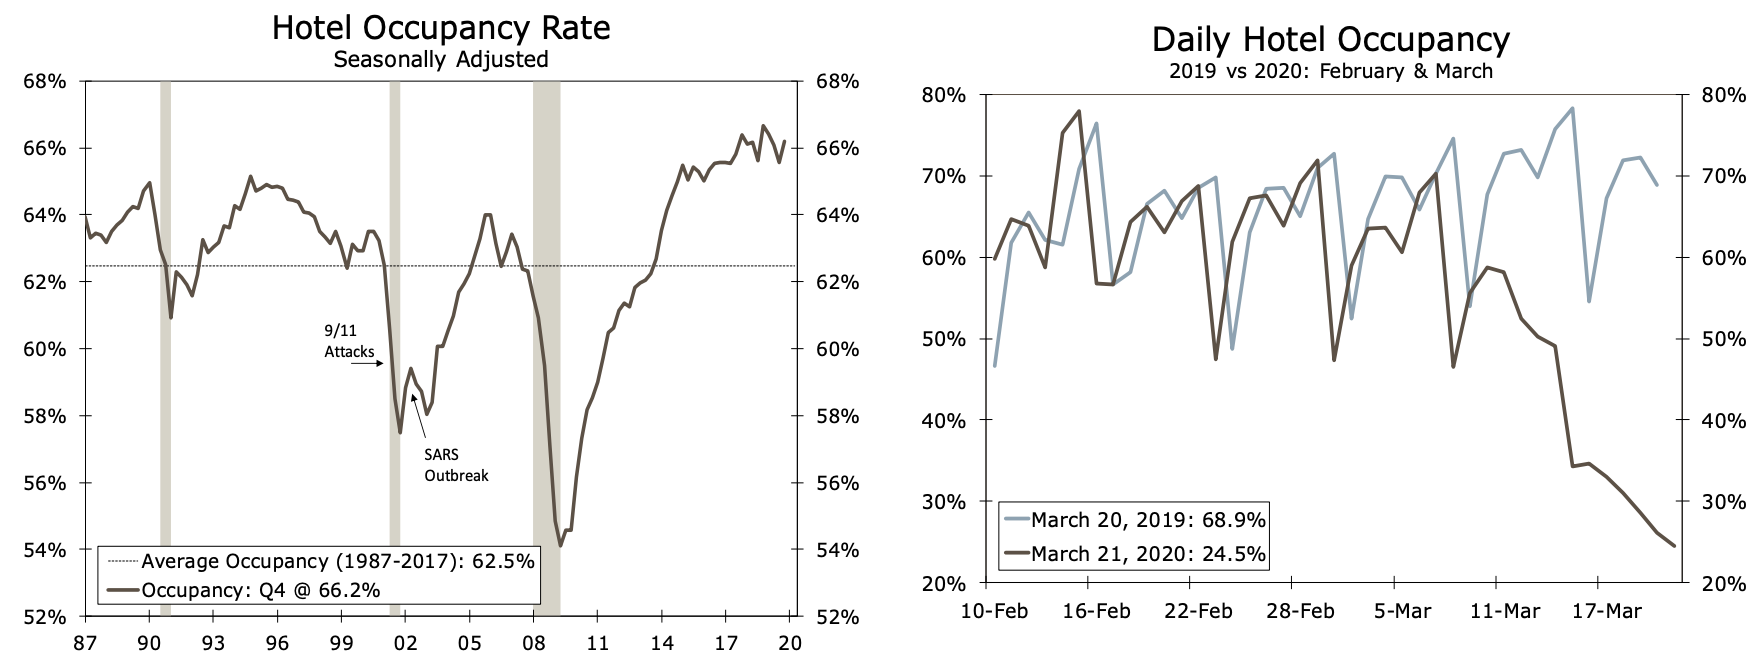 Hotel Occupancy Rate
Seasonally Adjusted
68%
66%
64%
62%
60%
58%
56%
54%
52%
68%
66%
64%
62%
60%
58%
56%
54%
52%
9/11
Attacks
SARS
Outbreak
Average Occupancy (1987-2017): 62.5%
Occupancy: Q4 @ 66.2%
87 90 93 96 99 02 05 08 11 14 17 20
Daily Hotel Occupancy
2019 vs 2020: February & March
80%
70%
60%
50%
40%
30%
20%
80%
70%
60%
50%
40%
30%
20%
March 20, 2019: 68.9%
March 21, 2020: 24.5%
10-Feb 16-Feb 22-Feb 28-Feb 5-Mar 11-Mar 17-Mar